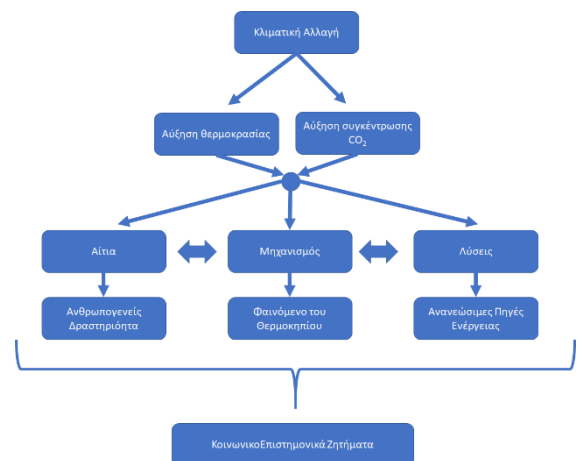 Κλιματική Αλλαγή
Αύξηση θερμοκρασίας
Αύξηση συγκέντρωσης
CO₂
Αίτια
Μηχανισμός
Λύσεις
Ανθρωπογενείς
Δραστηριόητα
Φαινόμενο του
Θερμοκηπίου
Ανανεώσιμες Πηγές
Ενέργειας
ΚοινωνικοΕπιστημονικά Ζητήματα